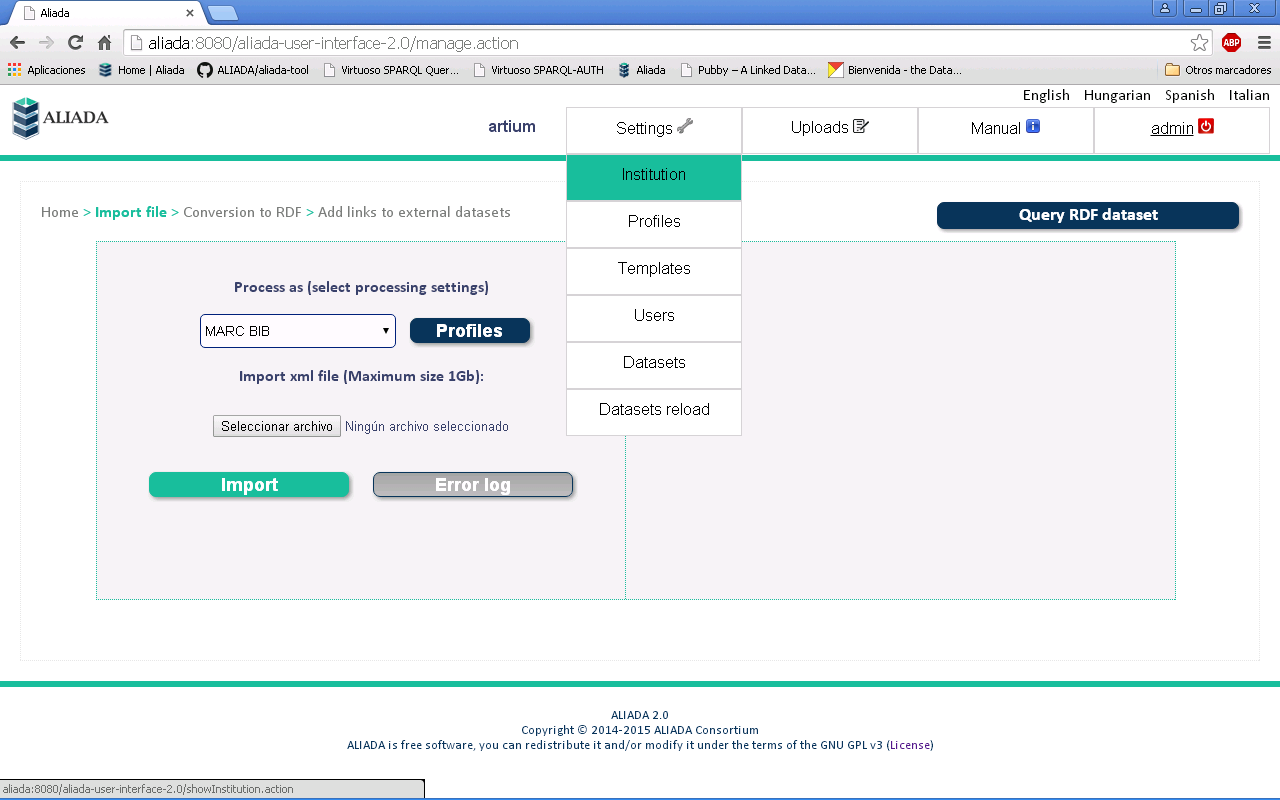 Aliada
aliada:8080/aliada-user-interface-2.0/manage.action
ABP
Aplicaciones Home | Aliada ALIADA/aliada-tool Virtuoso SPARQL Quer... Virtuoso SPARQL-AUTH Aliada Pubby – A Linked Data... Bienvenida - the Data... Otros marcadores
English Hungarian Spanish Italian
ALIADA
artium Settings Uploads Manual admin
Institution
Profiles
Templates
Users
Datasets
Datasets reload
Home > Import file > Conversion to RDF > Add links to external datasets
Query RDF dataset
Process as (select processing settings)
MARC BIB Profiles
Import xml file (Maximum size 1Gb):
Seleccionar archivo Ningún archivo seleccionado
Import Error log
ALIADA 2.0
Copyright © 2014-2015 ALIADA Consortium
ALIADA is free software, you can redistribute it and/or modify it under the terms of the GNU GPL v3 (License)
aliada:8080/aliada-user-interface-2.0/showInstitution.action